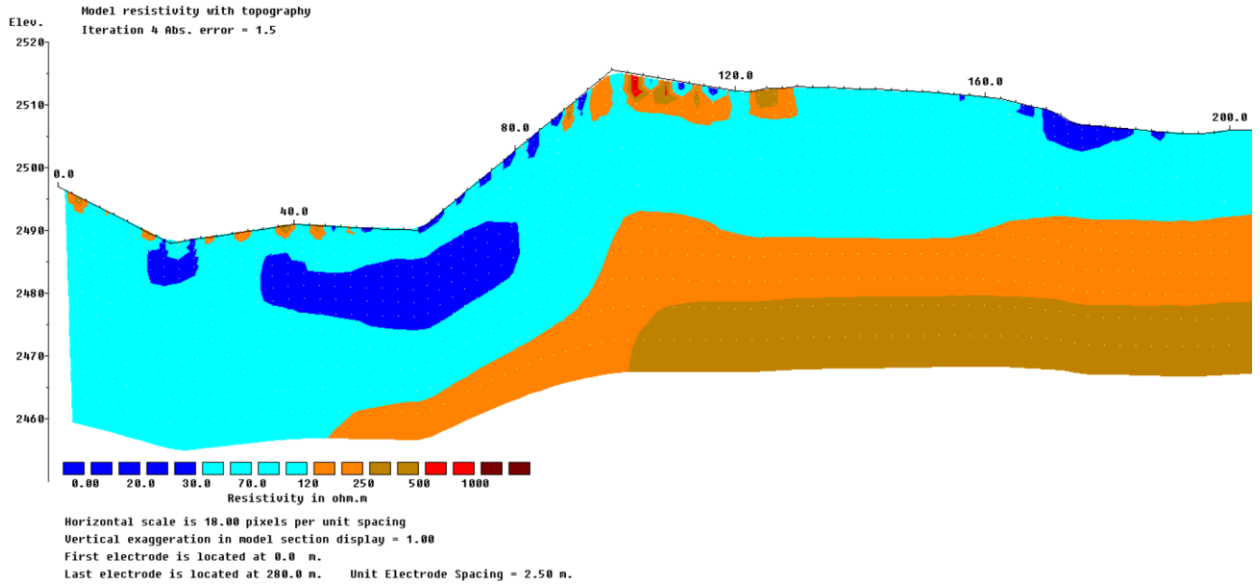 Model resistivity with topography
Elev.
Iteration 4 Abs. error = 1.5
2520
2510
2500
2490
2480
2470
2460
0.0
40.0
80.0
120.0
160.0
200.0
0.00 20.0 30.0 70.0 120 250 500 1000
Resistivity in ohm.m
Horizontal scale is 18.00 pixels per unit spacing
Vertical exaggeration in model section display = 1.00
First electrode is located at 0.0 m.
Last electrode is located at 280.0 m. Unit Electrode Spacing = 2.50 m.